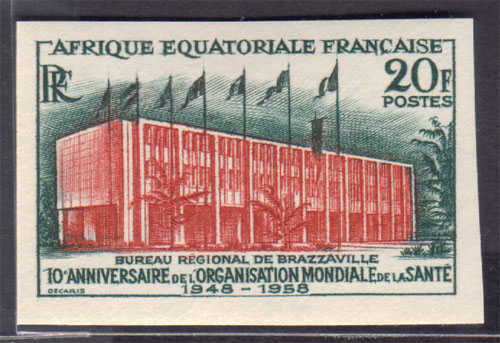 AFRIQUE EQUATORIALE FRANÇAISE
RF
20F
POSTES
BUREAU RÉGIONAL DE BRAZZAVILLE
10e ANNIVERSAIRE DE L'ORGANISATION MONDIALE DE LA SANTÉ
1948-1958
DECARIS